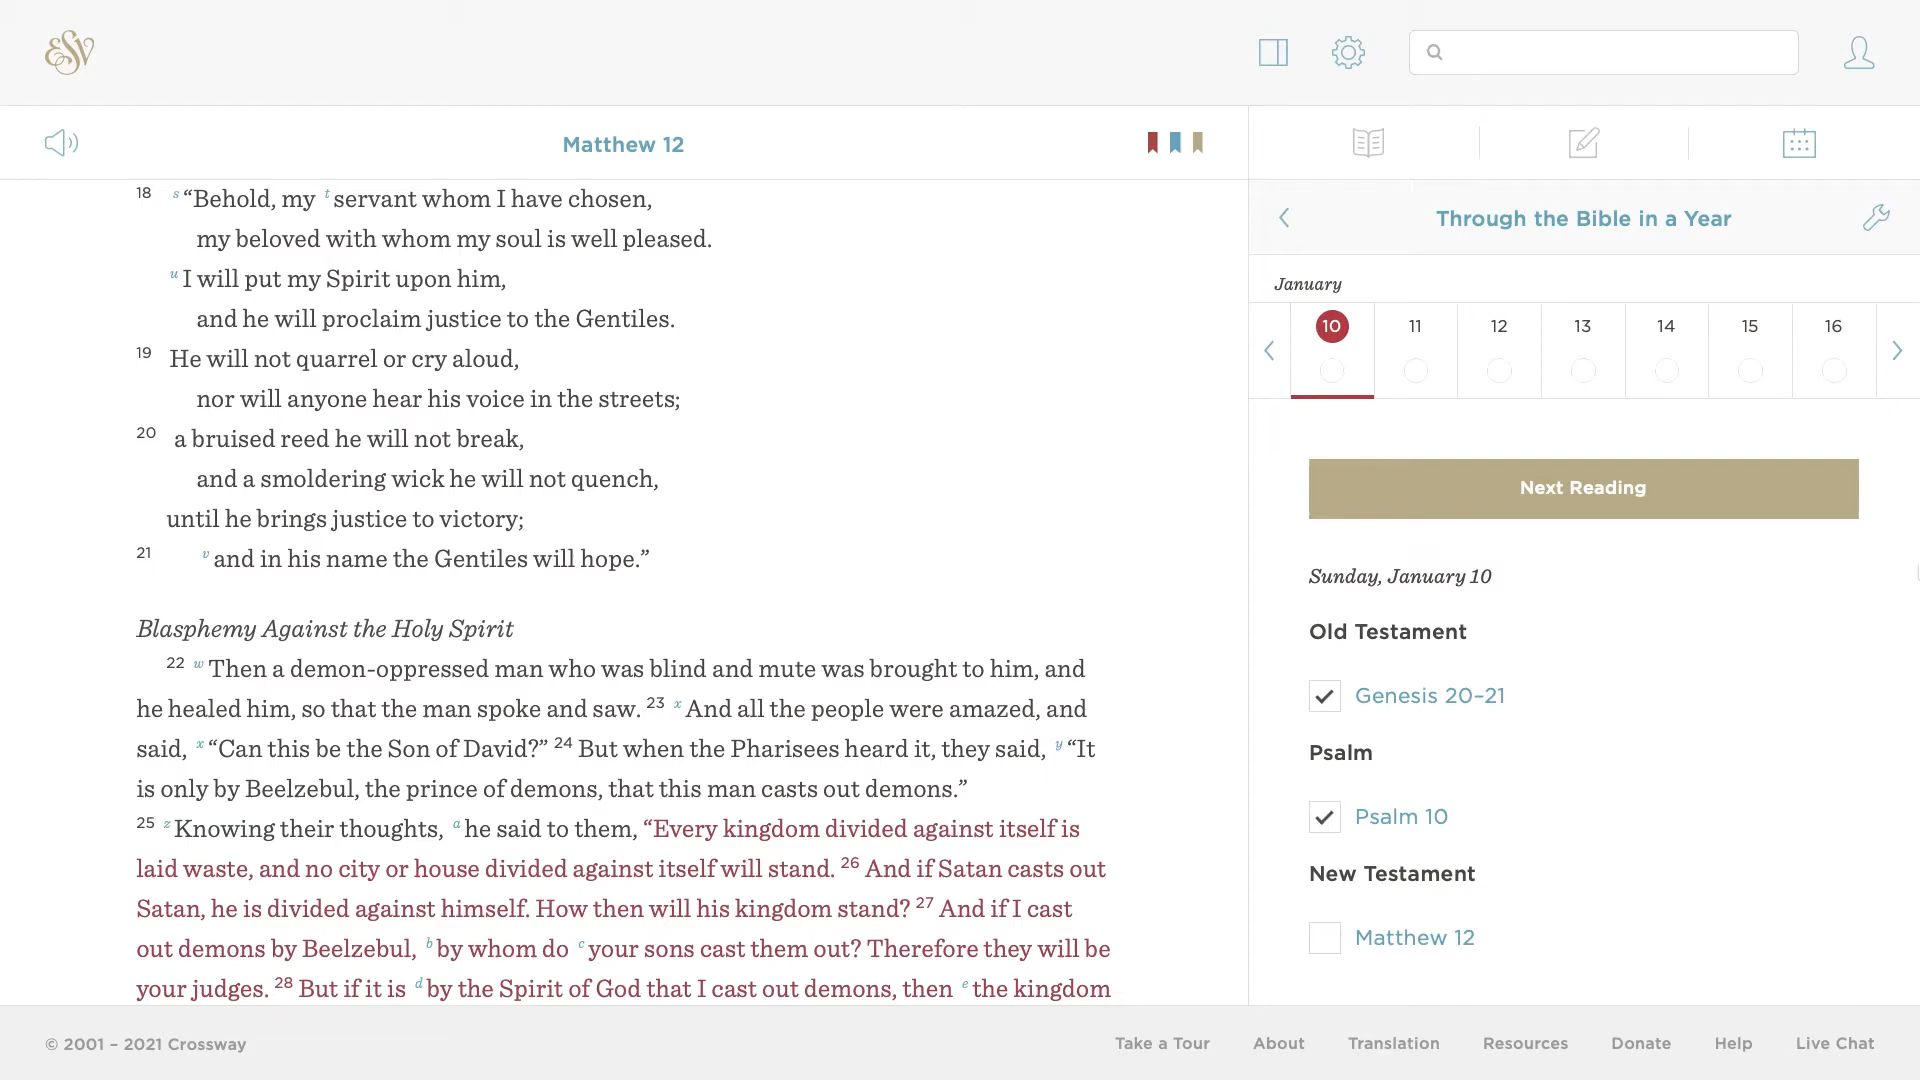 ESV
Matthew 12
18 s “Behold, my t servant whom I have chosen,
my beloved with whom my soul is well pleased.
u I will put my Spirit upon him,
and he will proclaim justice to the Gentiles.
19 He will not quarrel or cry aloud,
nor will anyone hear his voice in the streets;
20 a bruised reed he will not break,
and a smoldering wick he will not quench,
until he brings justice to victory;
21 v and in his name the Gentiles will hope.”
Blasphemy Against the Holy Spirit
22 w Then a demon-oppressed man who was blind and mute was brought to him, and
he healed him, so that the man spoke and saw. 23 x And all the people were amazed, and
said, x “Can this be the Son of David?” 24 But when the Pharisees heard it, they said, y “It
is only by Beelzebul, the prince of demons, that this man casts out demons.”
25 z Knowing their thoughts, a he said to them, “Every kingdom divided against itself is
laid waste, and no city or house divided against itself will stand. 26 And if Satan casts out
Satan, he is divided against himself. How then will his kingdom stand? 27 And if I cast
out demons by Beelzebul, b by whom do c your sons cast them out? Therefore they will be
your judges. 28 But if it is d by the Spirit of God that I cast out demons, then e the kingdom
Through the Bible in a Year
January
10 11 12 13 14 15 16
Next Reading
Sunday, January 10
Old Testament
Genesis 20–21
Psalm
Psalm 10
New Testament
Matthew 12
© 2001 – 2021 Crossway
Take a Tour About Translation Resources Donate Help Live Chat